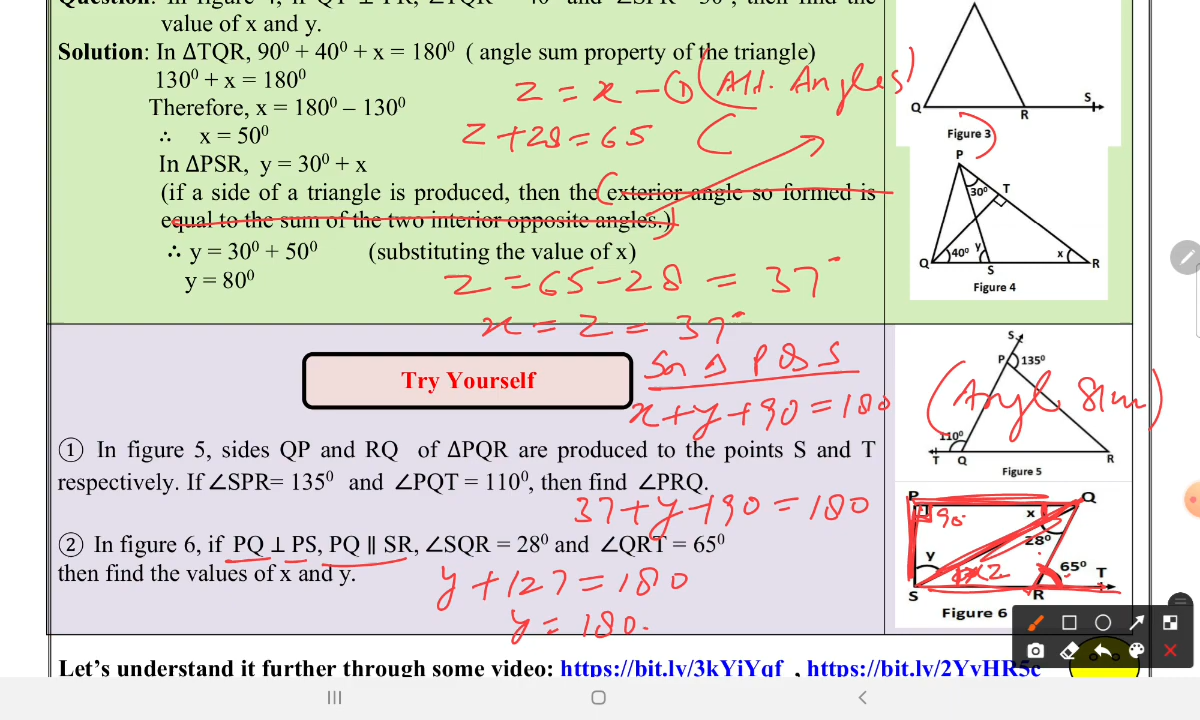 value of x and y.
Solution: In ΔTQR, 90⁰ + 40⁰ + x = 180⁰ ( angle sum property of the triangle)
130⁰ + x = 180⁰
Therefore, x = 180⁰ – 130⁰
∴ x = 50⁰
In ΔPSR, y = 30⁰ + x
(if a side of a triangle is produced, then the exterior angle so formed is
equal to the sum of the two interior opposite angles.)
∴ y = 30⁰ + 50⁰ (substituting the value of x)
y = 80⁰
z = x – ① (Alt. Angles)
z + 28 = 65 (
z = 65 – 28 = 37°
x = z = 37°
In Δ PQS
x + y + 90 = 180 (Angle Sum)
37 + y + 90 = 180
y + 127 = 180
y = 180.
Try Yourself
① In figure 5, sides QP and RQ of ΔPQR are produced to the points S and T
respectively. If ∠SPR= 135⁰ and ∠PQT = 110⁰, then find ∠PRQ.
② In figure 6, if PQ ⊥ PS, PQ ∥ SR, ∠SQR = 28⁰ and ∠QRT = 65⁰
then find the values of x and y.
Let’s understand it further through some video: https://bit.ly/3kYiYqf , https://bit.ly/2YvHR5c
Q R S
Figure 3
P
30⁰ T
40⁰ y x
Q S R
Figure 4
S
P 135⁰
110⁰
T Q R
Figure 5
P Q
90° x
28⁰
y z 65⁰ T
S R
Figure 6